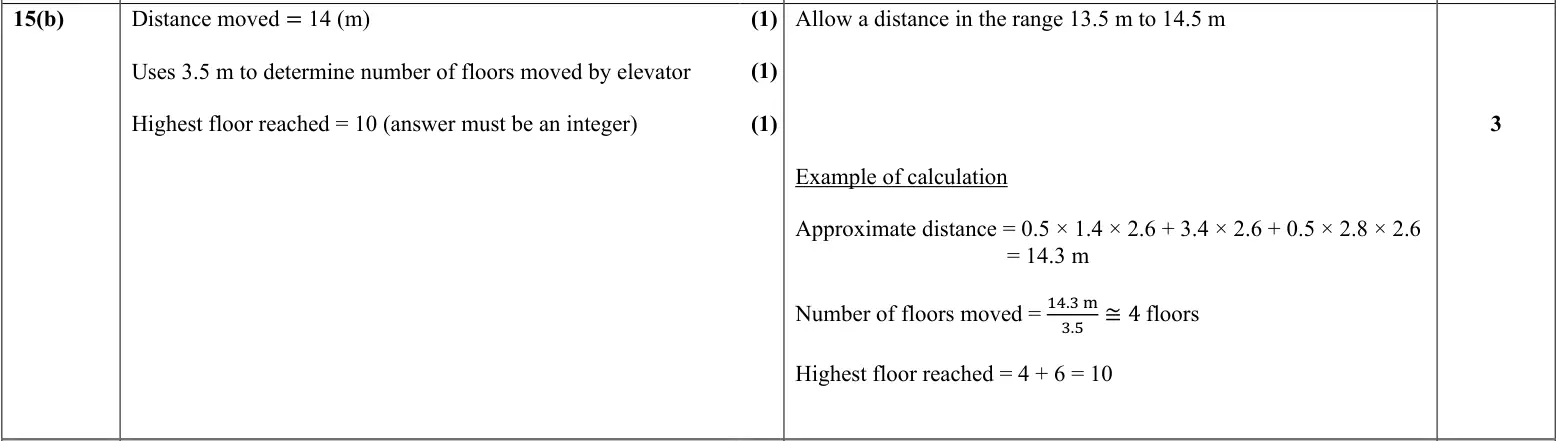 15(b) Distance moved = 14 (m) (1) Allow a distance in the range 13.5 m to 14.5 m
Uses 3.5 m to determine number of floors moved by elevator (1)
Highest floor reached = 10 (answer must be an integer) (1) 3
Example of calculation
Approximate distance = 0.5 × 1.4 × 2.6 + 3.4 × 2.6 + 0.5 × 2.8 × 2.6
= 14.3 m
Number of floors moved = 14.3 m / 3.5 ≅ 4 floors
Highest floor reached = 4 + 6 = 10